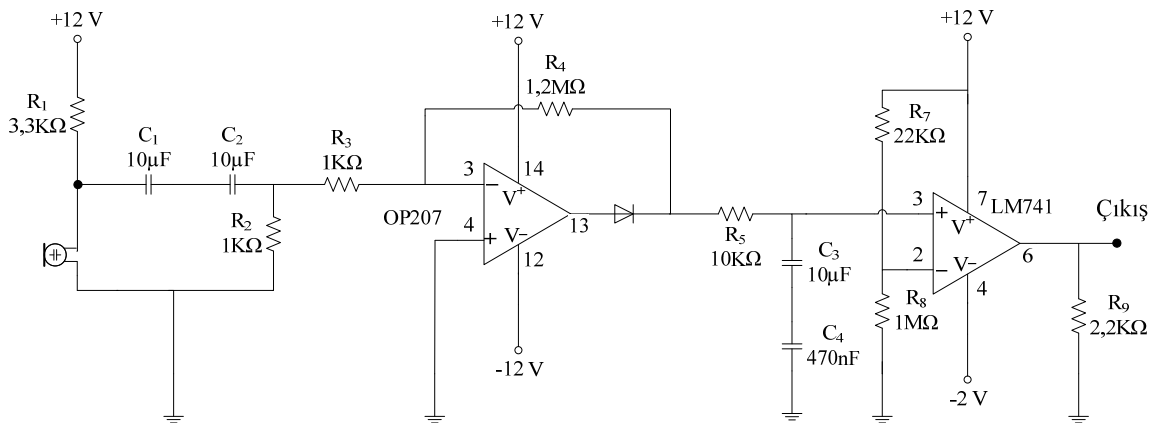 +12 V
R1
3,3KΩ
C1
10µF
C2
10µF
R2
1KΩ
R3
1KΩ
+12 V
R4
1,2MΩ
3
14
−
V+
OP207
4
+
V−
13
12
-12 V
R5
10KΩ
C3
10µF
C4
470nF
+12 V
R7
22KΩ
3
7
LM741
+
V+
2
−
V−
6
4
R8
1MΩ
-2 V
Çıkış
R9
2,2KΩ